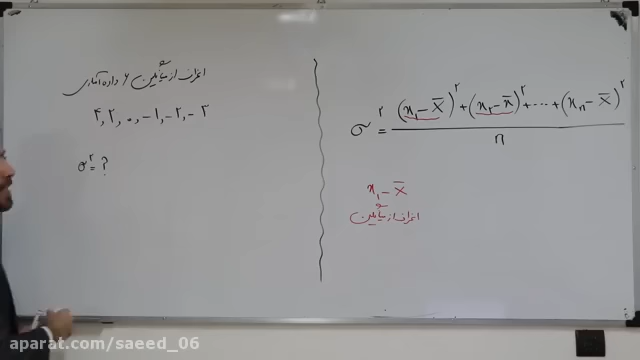 انحراف از میانگین ۶ داده آماری
۴, ۲, ۰, -۱, -۲, -۳
σ² = ?
σ² = (x₁ - X̄)² + (x₂ - x̄)² + ... + (xₙ - X̄)² / n
x₁ - X̄
انحراف از میانگین
aparat.com/saeed_06